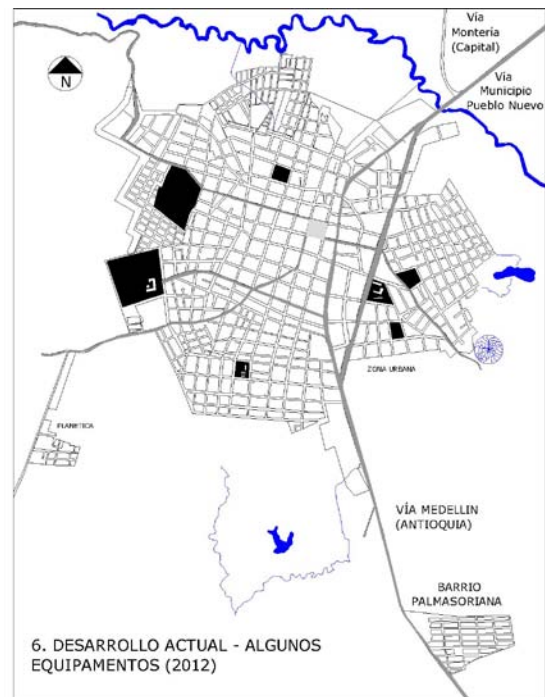 Vía
Montería
(Capital)
Vía
Municipio
Pueblo Nuevo
N
ZONA URBANA
PLANETICA
VÍA MEDELLIN
(ANTIOQUIA)
BARRIO
PALMASORIANA
6. DESARROLLO ACTUAL - ALGUNOS
EQUIPAMENTOS (2012)